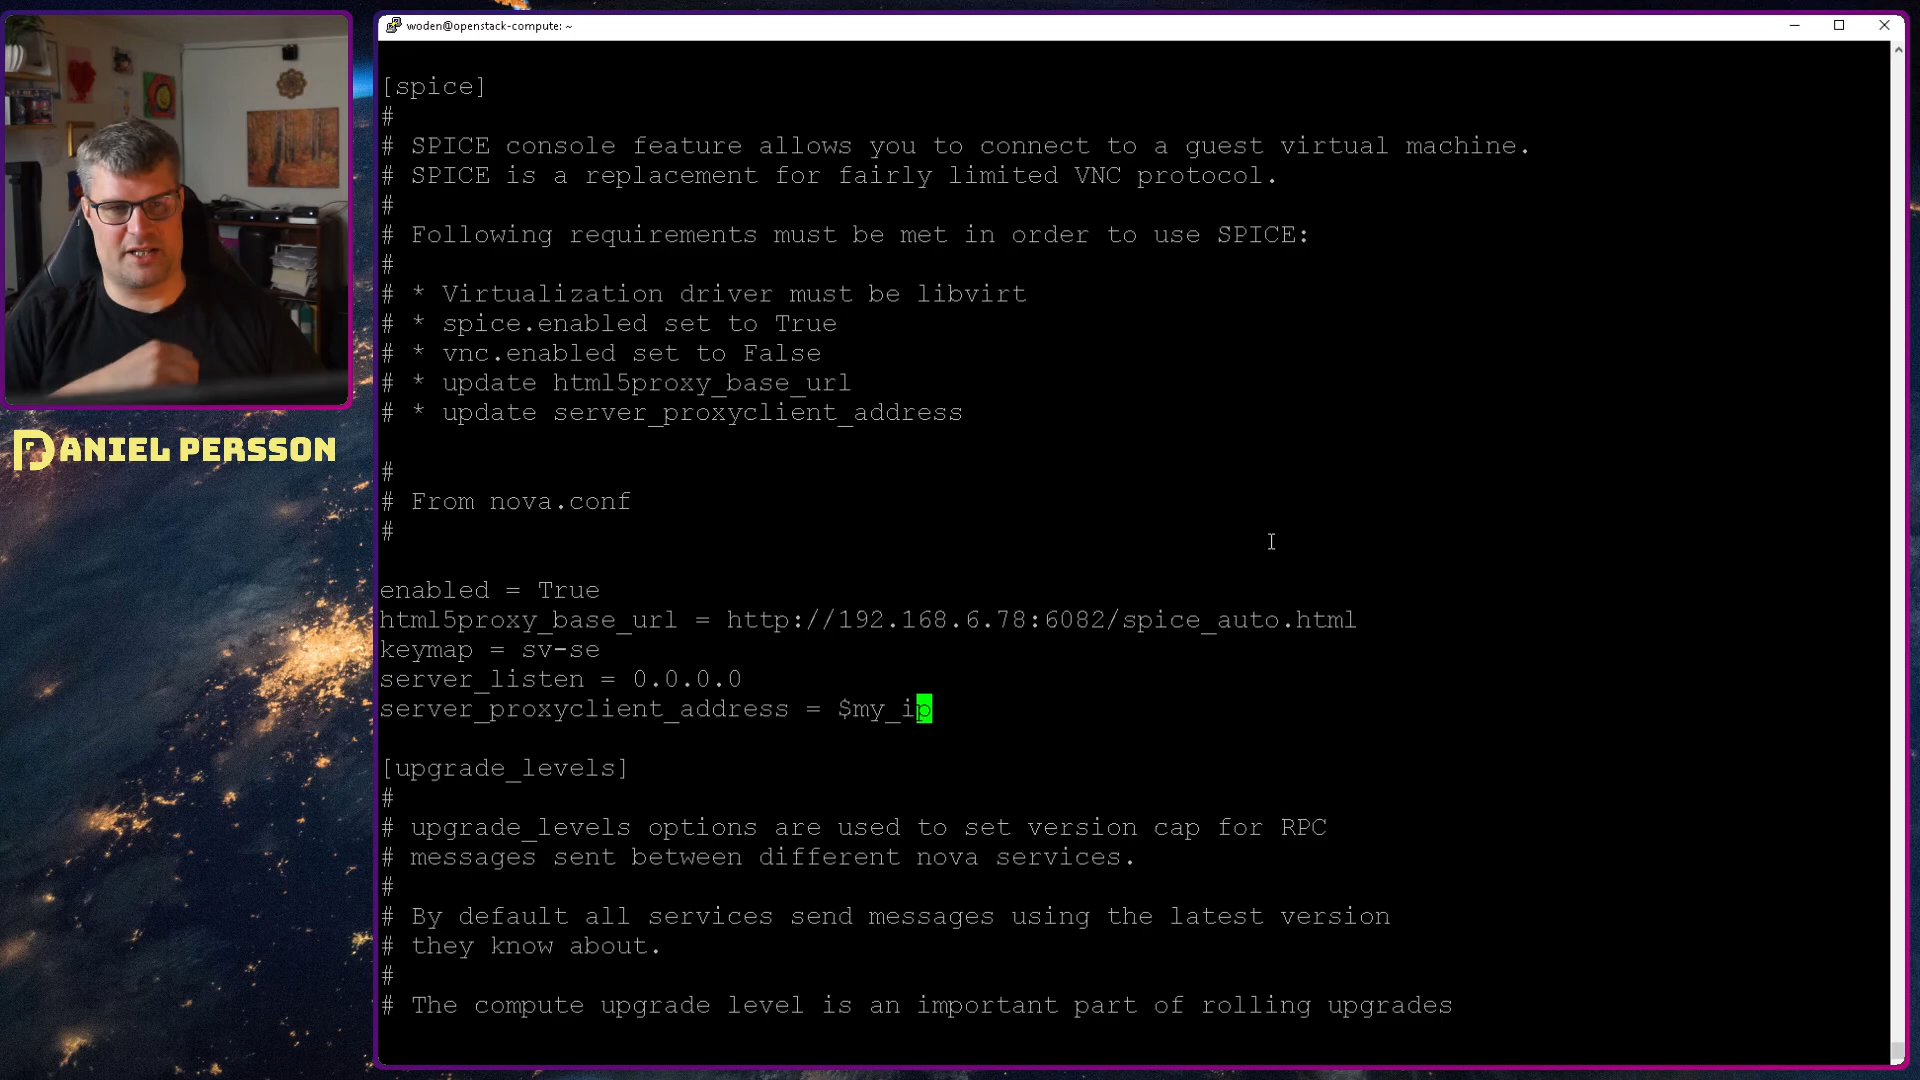 woden@openstack-compute: ~
[spice]
#
# SPICE console feature allows you to connect to a guest virtual machine.
# SPICE is a replacement for fairly limited VNC protocol.
#
# Following requirements must be met in order to use SPICE:
#
# * Virtualization driver must be libvirt
# * spice.enabled set to True
# * vnc.enabled set to False
# * update html5proxy_base_url
# * update server_proxyclient_address
#
# From nova.conf
#
enabled = True
html5proxy_base_url = http://192.168.6.78:6082/spice_auto.html
keymap = sv-se
server_listen = 0.0.0.0
server_proxyclient_address = $my_ip
[upgrade_levels]
#
# upgrade_levels options are used to set version cap for RPC
# messages sent between different nova services.
#
# By default all services send messages using the latest version
# they know about.
#
# The compute upgrade level is an important part of rolling upgrades
DANIEL PERSSON